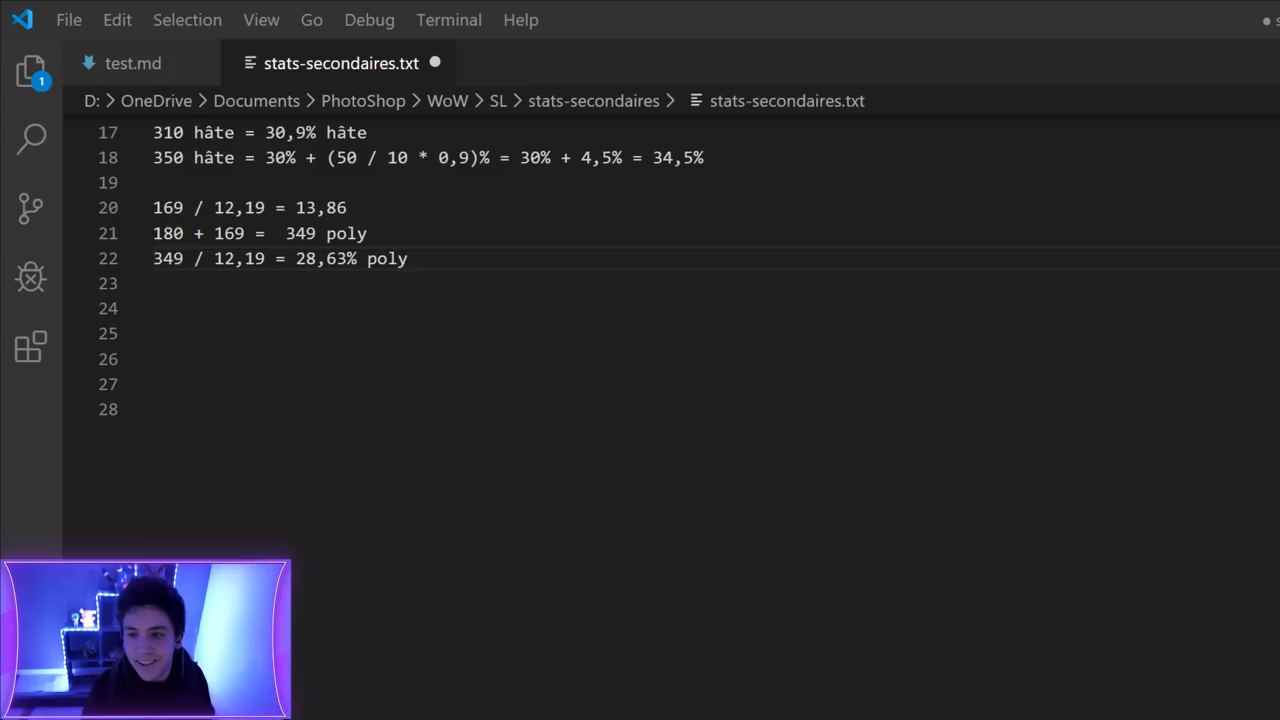 File Edit Selection View Go Debug Terminal Help
test.md stats-secondaires.txt
D: > OneDrive > Documents > PhotoShop > WoW > SL > stats-secondaires > stats-secondaires.txt
17 310 hâte = 30,9% hâte
18 350 hâte = 30% + (50 / 10 * 0,9)% = 30% + 4,5% = 34,5%
19
20 169 / 12,19 = 13,86
21 180 + 169 =  349 poly
22 349 / 12,19 = 28,63% poly
23
24
25
26
27
28
1